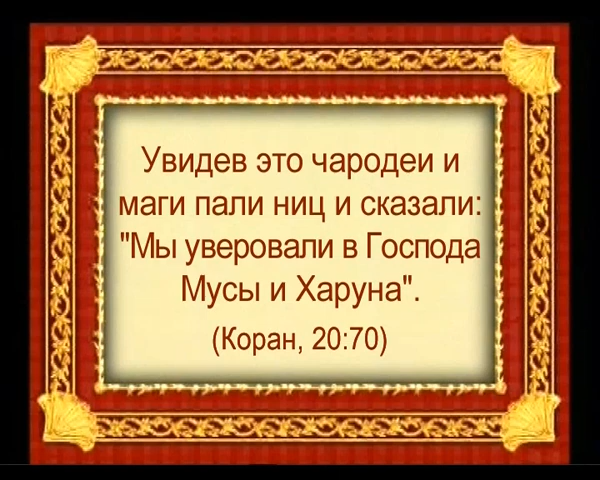 Увидев это чародеи и
маги пали ниц и сказали:
"Мы уверовали в Господа
Мусы и Харуна".
(Коран, 20:70)